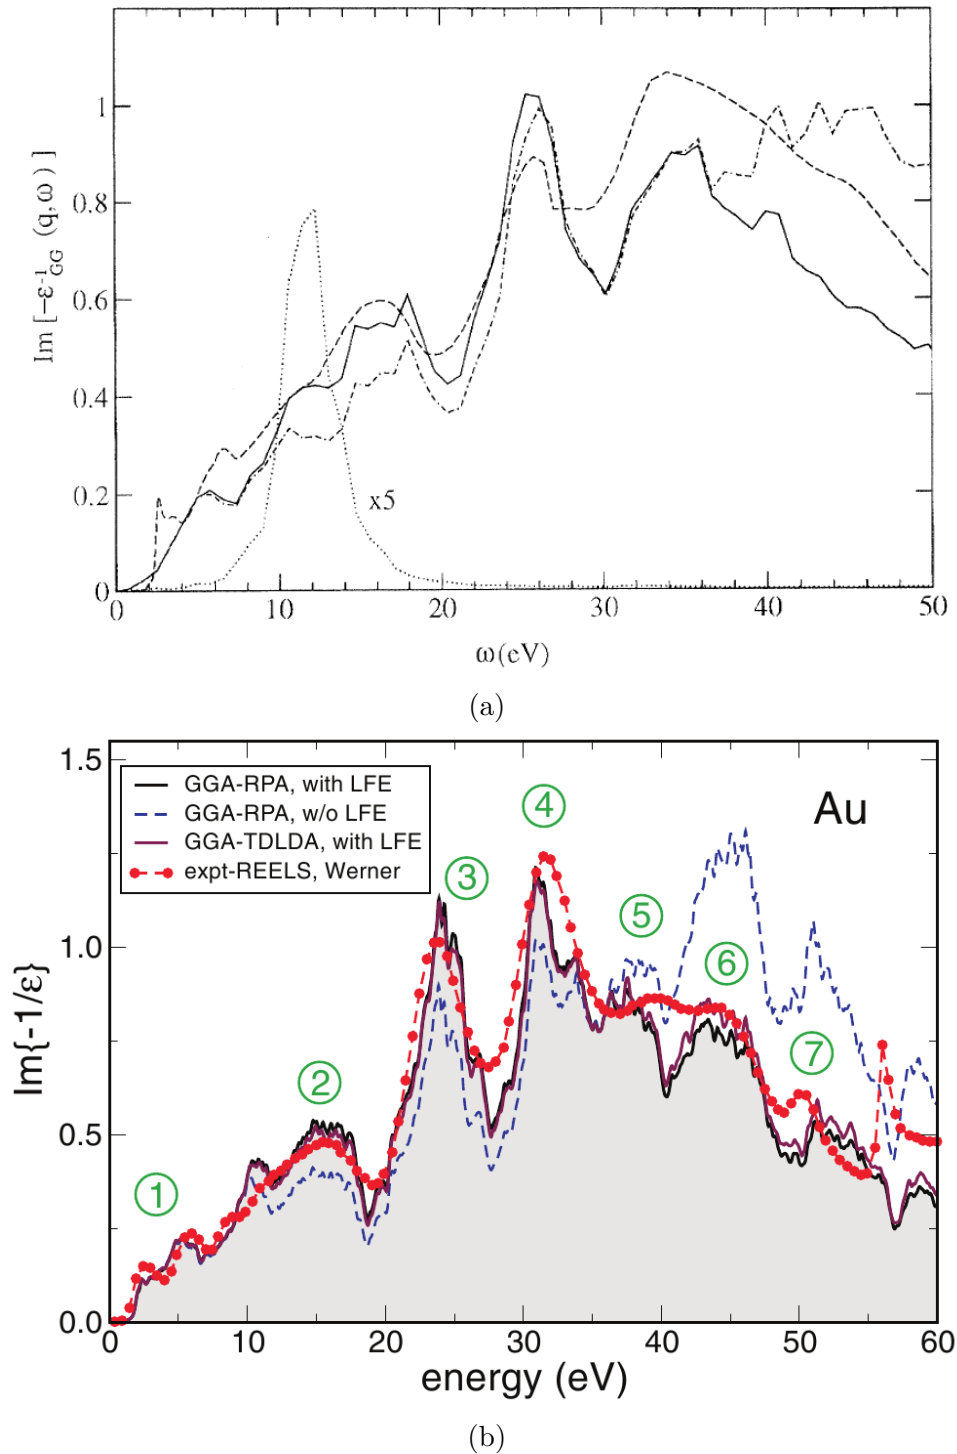 1
0.8
0.6
0.4
0.2
0
Im [-ε⁻¹GG (q,ω) ]
x5
0 10 20 30 40 50
ω(eV)
(a)
1.5
1.0
0.5
0.0
Im{-1/ε}
GGA-RPA, with LFE
GGA-RPA, w/o LFE
GGA-TDLDA, with LFE
expt-REELS, Werner
Au
1
2
3
4
5
6
7
0 10 20 30 40 50 60
energy (eV)
(b)